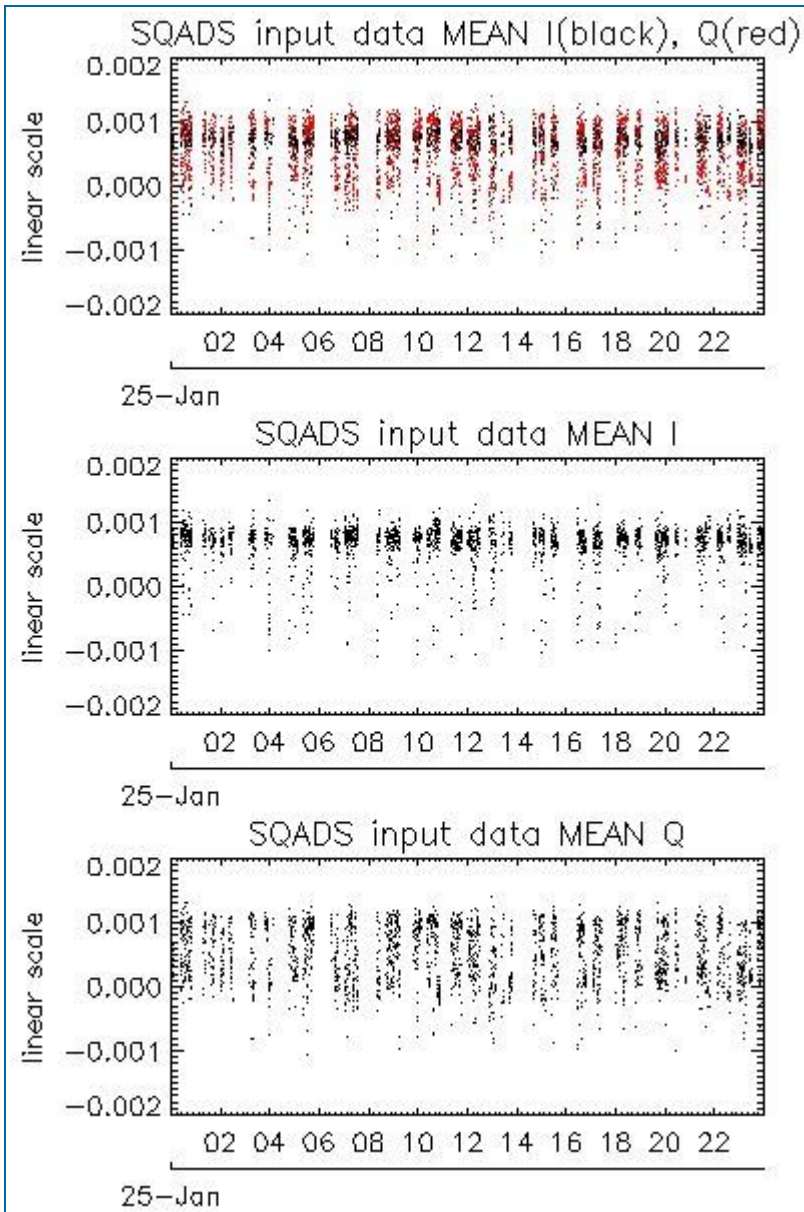 SQADS input data MEAN I(black), Q(red)
0.002
0.001
0.000
−0.001
−0.002
linear scale
02 04 06 08 10 12 14 16 18 20 22
25-Jan
SQADS input data MEAN I
0.002
0.001
0.000
−0.001
−0.002
linear scale
02 04 06 08 10 12 14 16 18 20 22
25-Jan
SQADS input data MEAN Q
0.002
0.001
0.000
−0.001
−0.002
linear scale
02 04 06 08 10 12 14 16 18 20 22
25-Jan